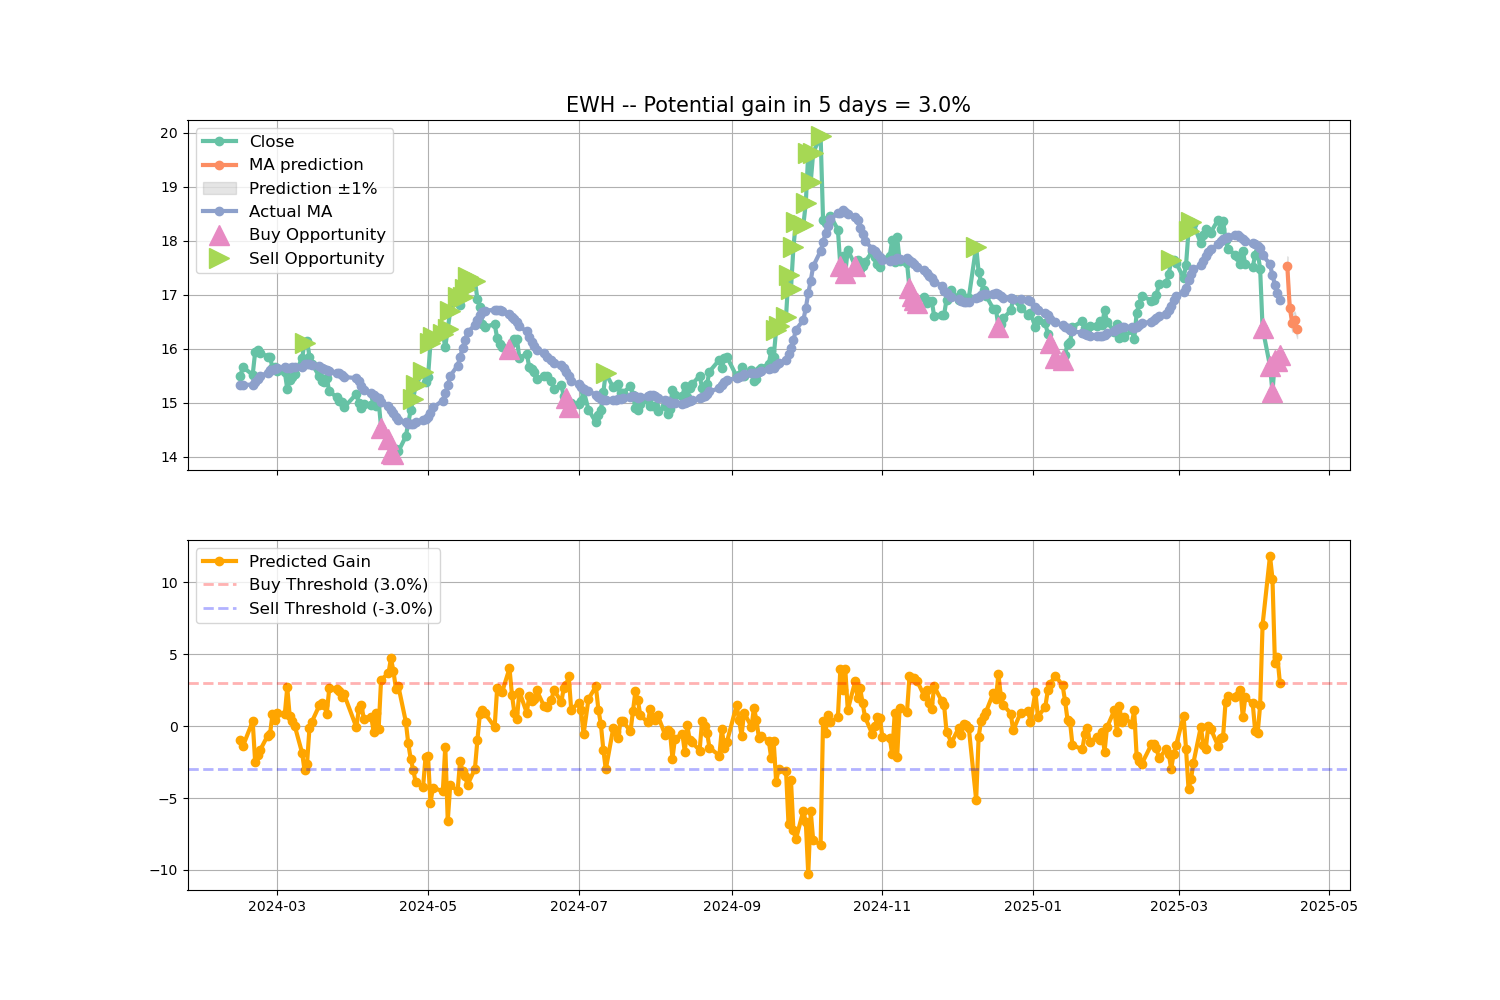 EWH -- Potential gain in 5 days = 3.0%
20
19
18
17
16
15
14
Close
MA prediction
Prediction ±1%
Actual MA
Buy Opportunity
Sell Opportunity
10
5
0
−5
−10
Predicted Gain
Buy Threshold (3.0%)
Sell Threshold (-3.0%)
2024-03 2024-05 2024-07 2024-09 2024-11 2025-01 2025-03 2025-05